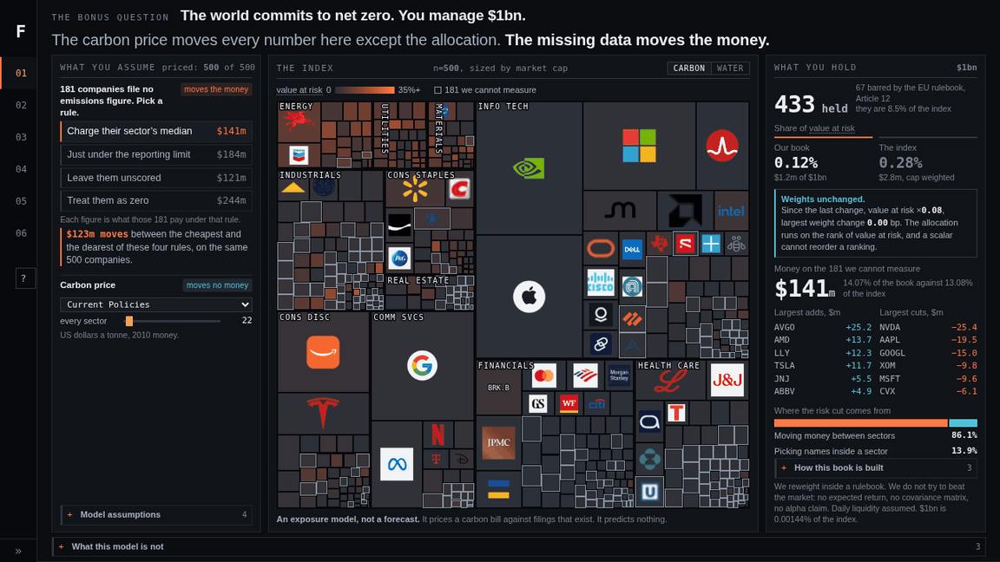 F
THE BONUS QUESTION The world commits to net zero. You manage $1bn.
The carbon price moves every number here except the allocation. The missing data moves the money.
01
02
03
04
05
06
?
»
WHAT YOU ASSUME priced: 500 of 500
181 companies file no emissions figure. Pick a rule.
moves the money
Charge their sector's median $141m
Just under the reporting limit $184m
Leave them unscored $121m
Treat them as zero $244m
Each figure is what those 181 pay under that rule.
$123m moves between the cheapest and
the dearest of these four rules, on the same
500 companies.
Carbon price moves no money
Current Policies
every sector 22
US dollars a tonne, 2010 money.
+ Model assumptions 4
THE INDEX n=500, sized by market cap CARBON WATER
value at risk 0 35%+ 181 we cannot measure
ENERGY
UTILITIES
MATERIALS
INFO TECH
INDUSTRIALS
CONS STAPLES
REAL ESTATE
CONS DISC
COMM SVCS
FINANCIALS
HEALTH CARE
intel
DELL
CISCO
P&G
BRK.B
Morgan
Stanley
GS
WF
citi
JPMC
J&J
An exposure model, not a forecast. It prices a carbon bill against filings that exist. It predicts nothing.
WHAT YOU HOLD $1bn
433 held
67 barred by the EU rulebook,
Article 12
they are 8.5% of the index
Share of value at risk
Our book The index
0.12% 0.28%
$1.2m of $1bn $2.8m, cap weighted
Weights unchanged.
Since the last change, value at risk ×0.08,
largest weight change 0.00 bp. The allocation
runs on the rank of value at risk, and a scalar
cannot reorder a ranking.
Money on the 181 we cannot measure
$141m 14.07% of the book against 13.08%
of the index
Largest adds, $m Largest cuts, $m
AVGO +25.2 NVDA −25.4
AMD +13.7 AAPL −19.5
LLY +12.3 GOOGL −15.0
TSLA +11.7 XOM −9.8
JNJ +5.5 MSFT −9.6
ABBV +4.9 CVX −6.1
Where the risk cut comes from
Moving money between sectors 86.1%
Picking names inside a sector 13.9%
+ How this book is built 3
We reweight inside a rulebook. We do not try to beat
the market: no expected return, no covariance matrix,
no alpha claim. Daily liquidity assumed. $1bn is
0.00144% of the index.
+ What this model is not 3